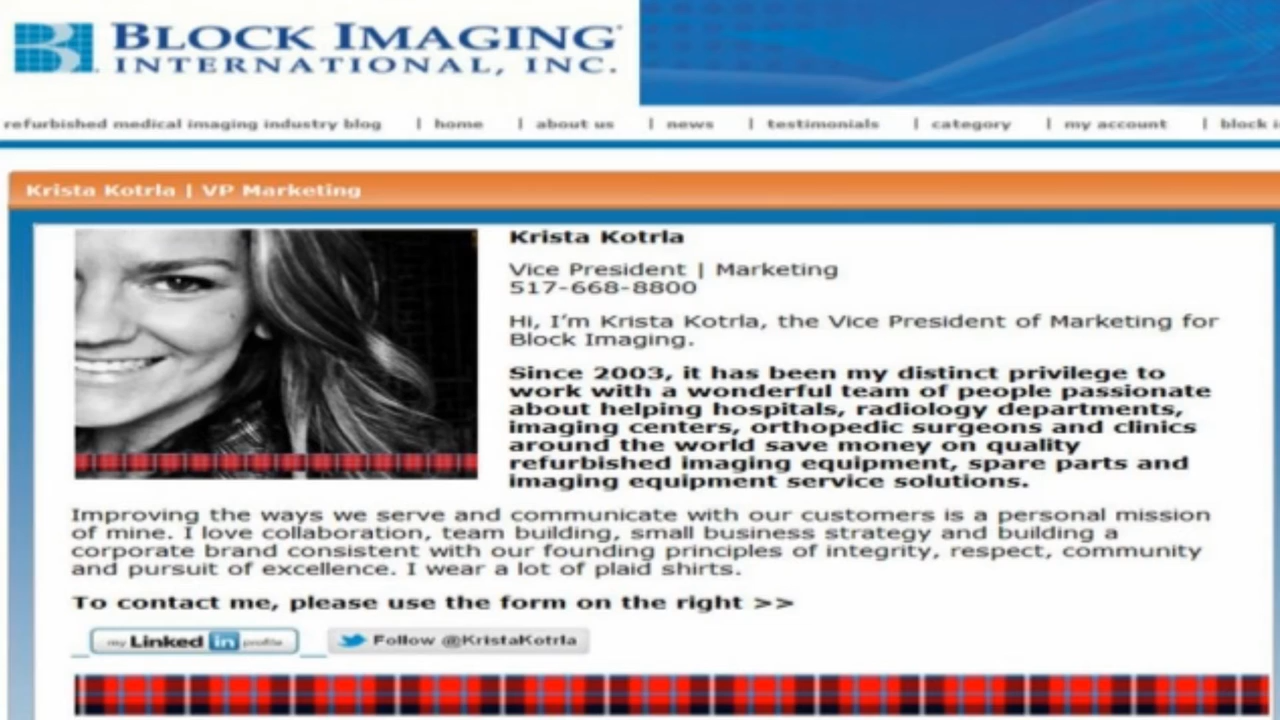 BLOCK IMAGING
INTERNATIONAL, INC.
refurbished medical imaging industry blog | home | about us | news | testimonials | category | my account | block
Krista Kotrla | VP Marketing
Krista Kotrla
Vice President | Marketing
517-668-8800
Hi, I'm Krista Kotrla, the Vice President of Marketing for
Block Imaging.
Since 2003, it has been my distinct privilege to
work with a wonderful team of people passionate
about helping hospitals, radiology departments,
imaging centers, orthopedic surgeons and clinics
around the world save money on quality
refurbished imaging equipment, spare parts and
imaging equipment service solutions.
Improving the ways we serve and communicate with our customers is a personal mission
of mine. I love collaboration, team building, small business strategy and building a
corporate brand consistent with our founding principles of integrity, respect, community
and pursuit of excellence. I wear a lot of plaid shirts.
To contact me, please use the form on the right >>
my Linked in profile
Follow @KristaKotrla